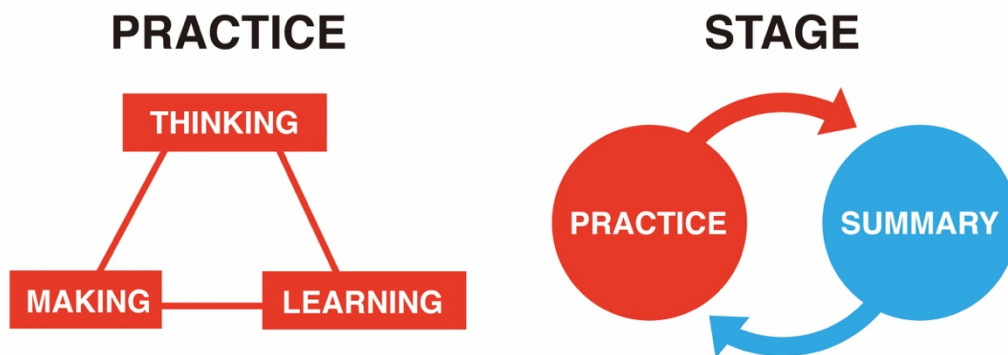 PRACTICE
THINKING
MAKING
LEARNING
STAGE
PRACTICE
SUMMARY